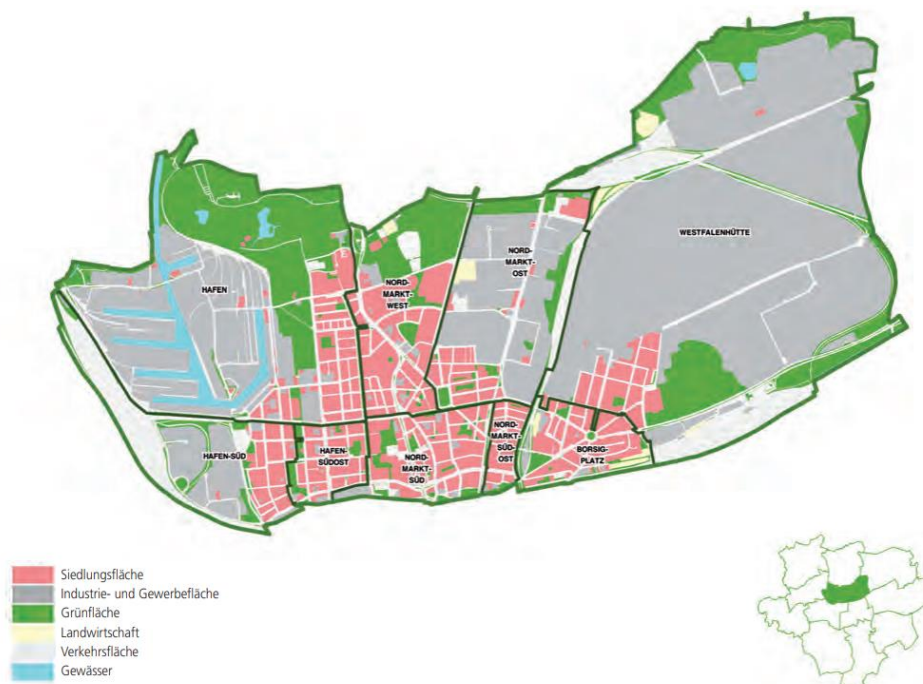 WESTFALENHÜTTE
NORD-
MARKT-
OST
HAFEN
NORD-
MARKT-
WEST
HAFEN-SÜD
HAFEN-
SÜDOST
NORD-
MARKT-
SÜD
NORD-
MARKT-
SÜD-
OST
BORSIG-
PLATZ
Siedlungsfläche
Industrie- und Gewerbefläche
Grünfläche
Landwirtschaft
Verkehrsfläche
Gewässer